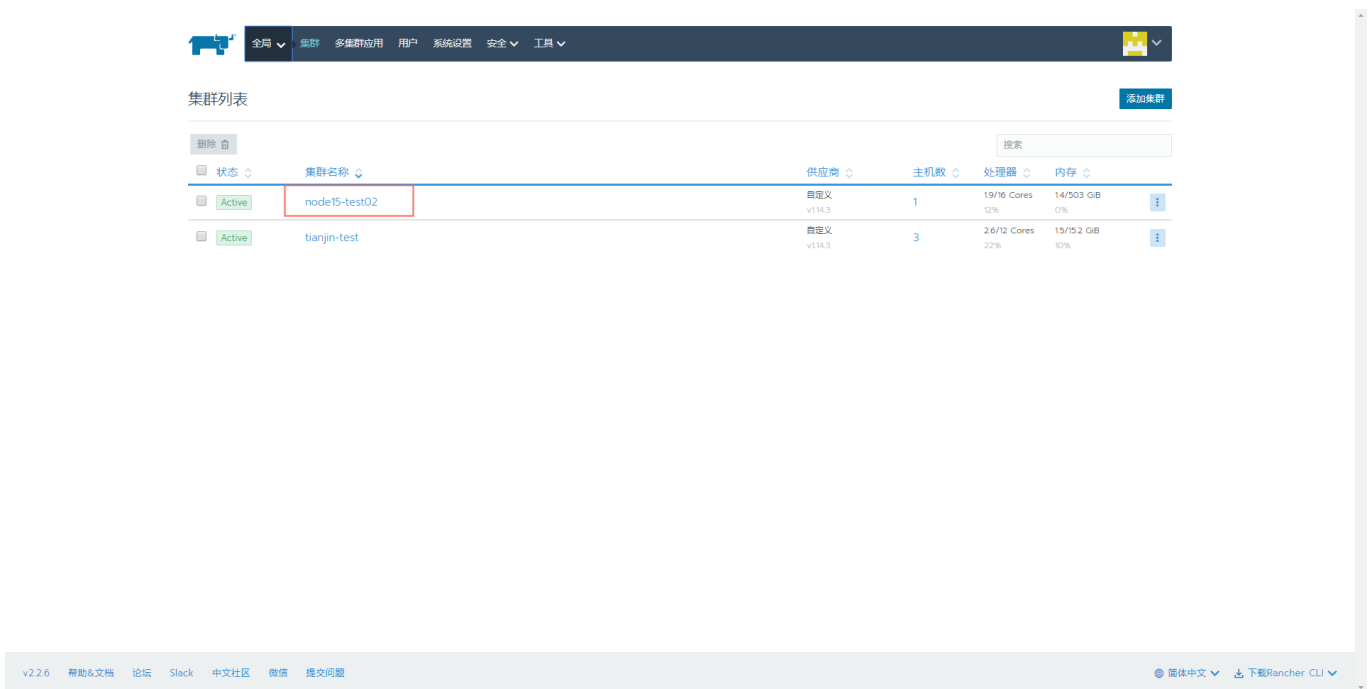 全局 集群 多集群应用 用户 系统设置 安全 工具
集群列表 添加集群
删除 搜索
状态 集群名称 供应商 主机数 处理器 内存
Active node15-test02 自定义 1 1.9/16 Cores 1.4/503 GiB
v1.14.3 12% 0%
Active tianjin-test 自定义 3 2.6/12 Cores 1.5/15.2 GiB
v1.14.3 22% 10%
v2.2.6 帮助&文档 论坛 Slack 中文社区 微信 提交问题 简体中文 下载Rancher CLI